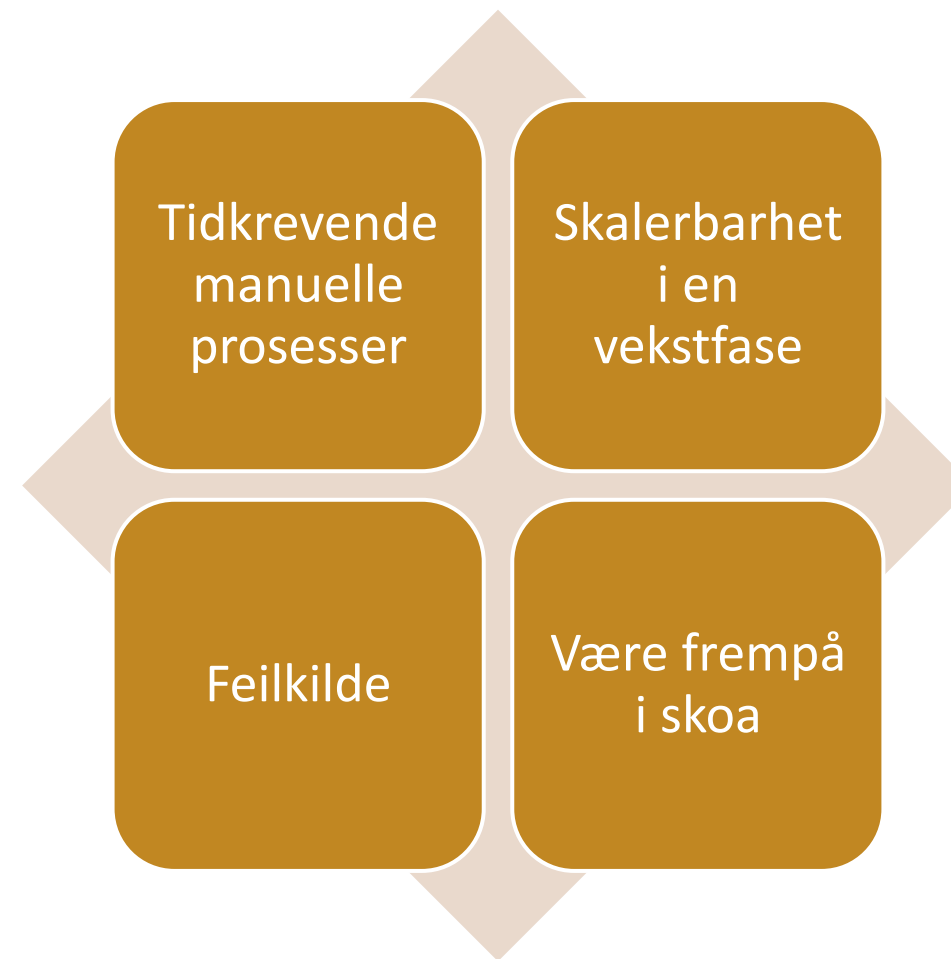 Tidkrevende
manuelle
prosesser
Skalerbarhet
i en
vekstfase
Feilkilde
Være frempå
i skoa